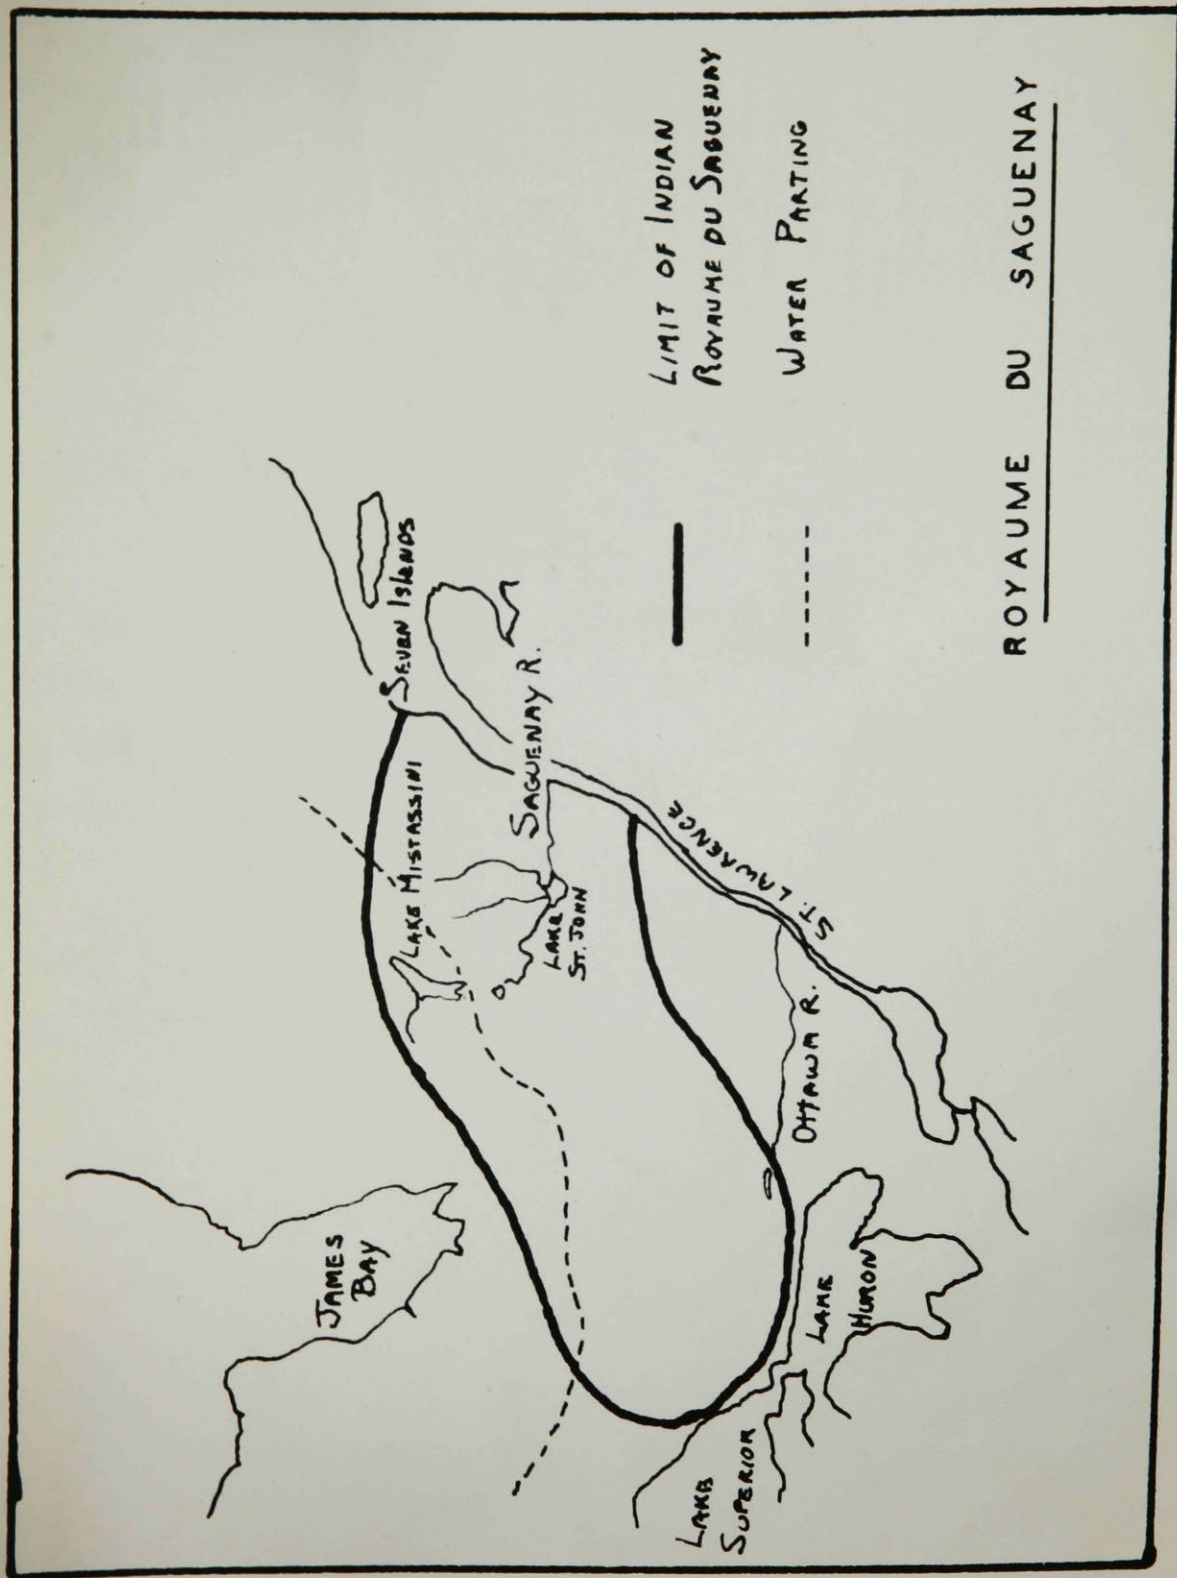 JAMES
BAY
SEVEN ISLANDS
LAKE MISTASSINI
SAGUENAY R.
LAKE
ST. JOHN
ST. LAWRENCE
OTTAWA R.
LAKE
HURON
LAKE
SUPERIOR
LIMIT OF INDIAN
ROYAUME DU SAGUENAY
WATER PARTING
ROYAUME DU SAGUENAY